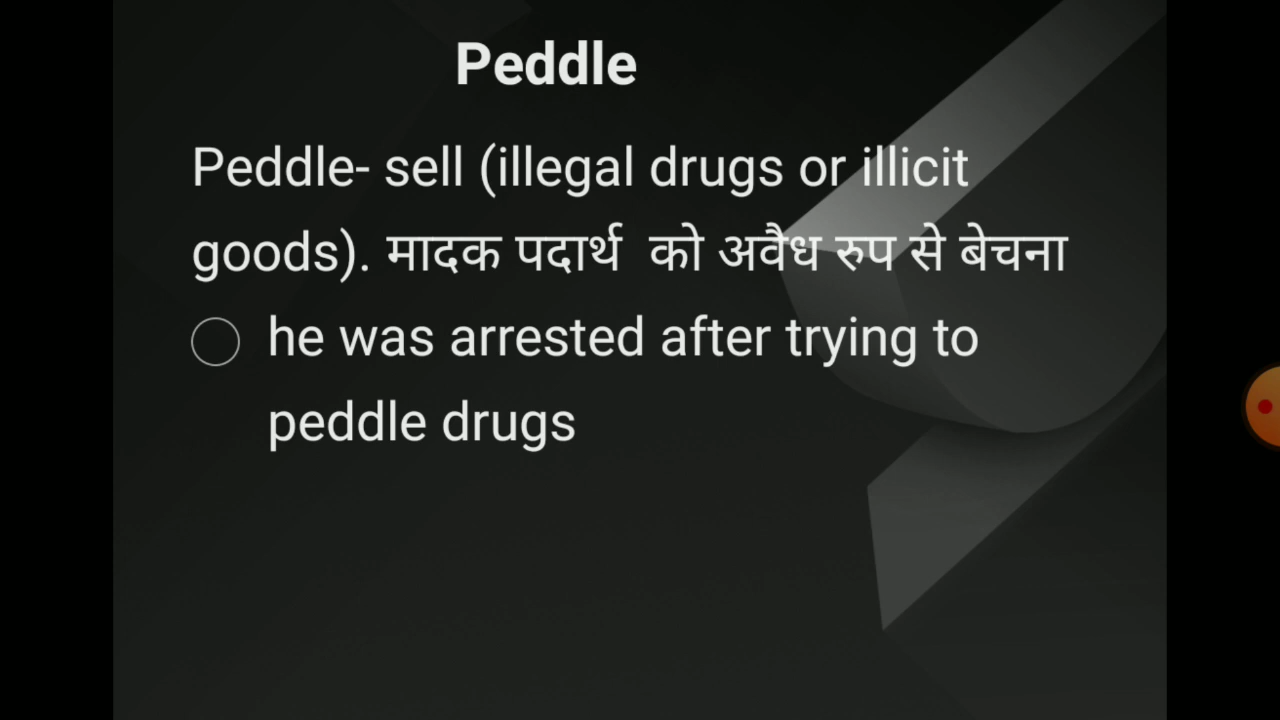 Peddle
Peddle- sell (illegal drugs or illicit
goods). मादक पदार्थ को अवैध रुप से बेचना
he was arrested after trying to
peddle drugs